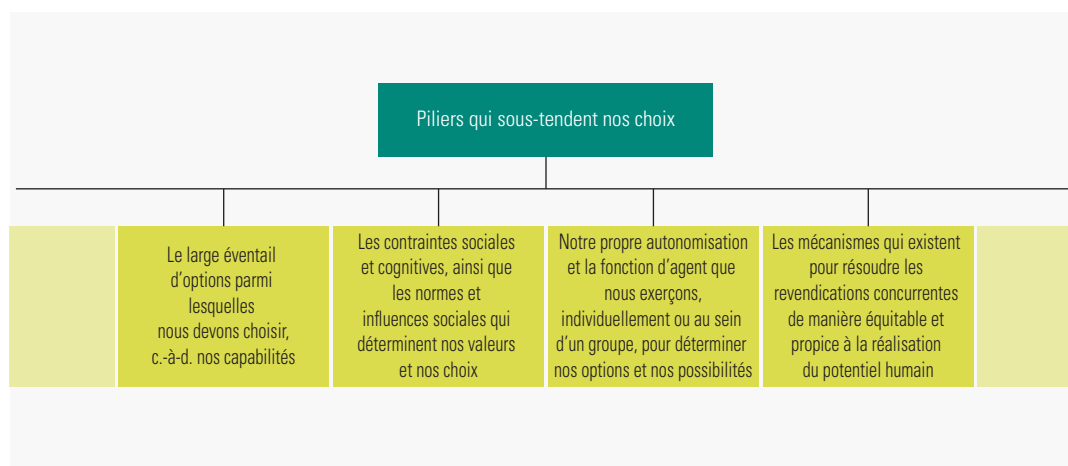 Piliers qui sous-tendent nos choix
Le large éventail
d'options parmi
lesquelles
nous devons choisir,
c.-à-d. nos capabilités
Les contraintes sociales
et cognitives, ainsi que
les normes et
influences sociales qui
déterminent nos valeurs
et nos choix
Notre propre autonomisation
et la fonction d'agent que
nous exerçons,
individuellement ou au sein
d'un groupe, pour déterminer
nos options et nos possibilités
Les mécanismes qui existent
pour résoudre les
revendications concurrentes
de manière équitable et
propice à la réalisation
du potentiel humain